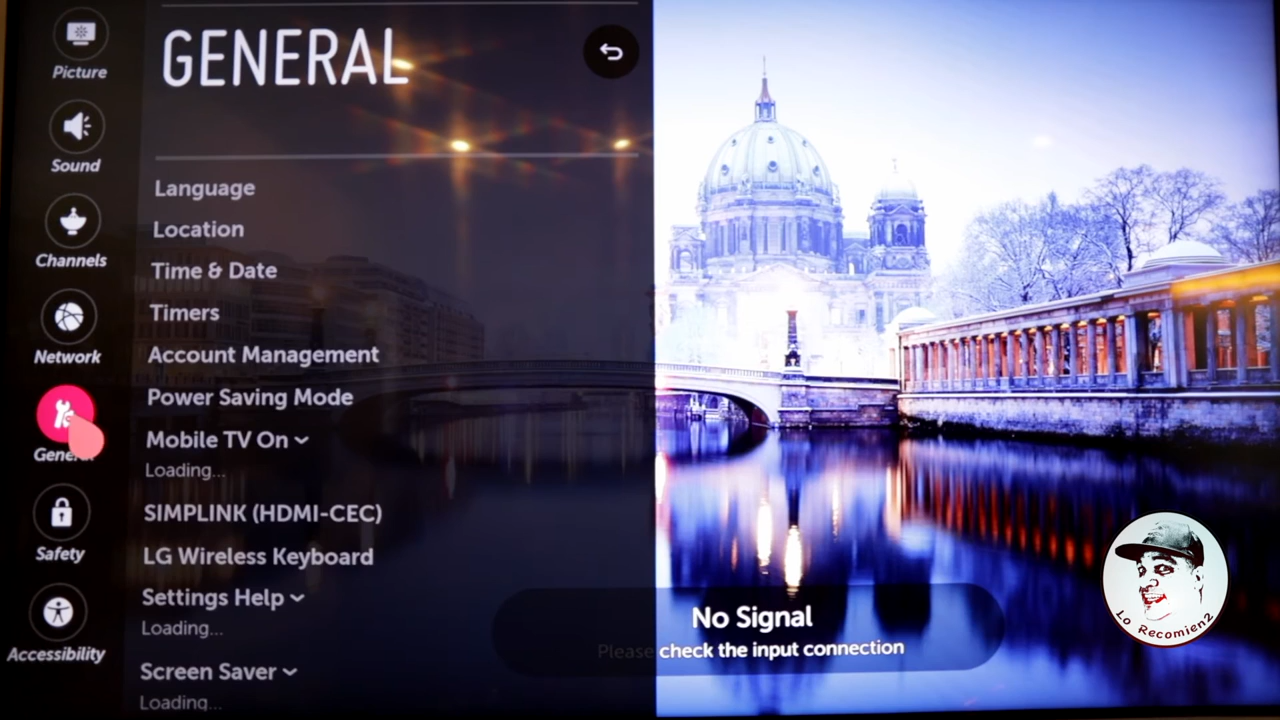 GENERAL
Picture
Sound
Channels
Network
General
Safety
Accessibility
Language
Location
Time & Date
Timers
Account Management
Power Saving Mode
Mobile TV On
Loading...
SIMPLINK (HDMI-CEC)
LG Wireless Keyboard
Settings Help
Loading...
Screen Saver
Loading...
No Signal
Please check the input connection
Lo Recomien2